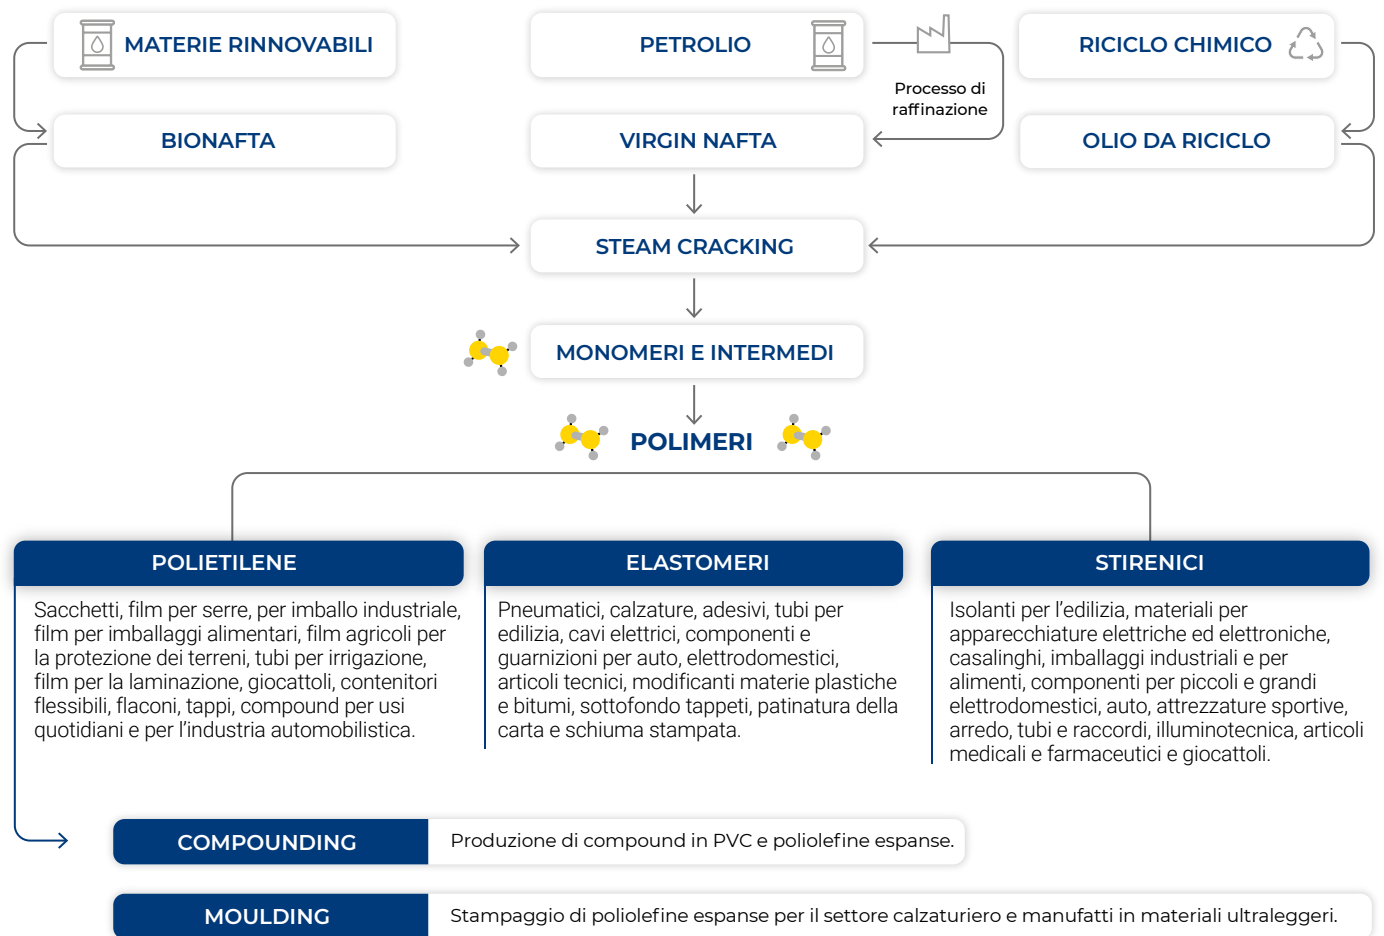 MATERIE RINNOVABILI
PETROLIO
RICICLO CHIMICO
Processo di
raffinazione
BIONAFTA
VIRGIN NAFTA
OLIO DA RICICLO
STEAM CRACKING
MONOMERI E INTERMEDI
POLIMERI
POLIETILENE
Sacchetti, film per serre, per imballo industriale,
film per imballaggi alimentari, film agricoli per
la protezione dei terreni, tubi per irrigazione,
film per la laminazione, giocattoli, contenitori
flessibili, flaconi, tappi, compound per usi
quotidiani e per l'industria automobilistica.
ELASTOMERI
Pneumatici, calzature, adesivi, tubi per
edilizia, cavi elettrici, componenti e
guarnizioni per auto, elettrodomestici,
articoli tecnici, modificanti materie plastiche
e bitumi, sottofondo tappeti, patinatura della
carta e schiuma stampata.
STIRENICI
Isolanti per l'edilizia, materiali per
apparecchiature elettriche ed elettroniche,
casalinghi, imballaggi industriali e per
alimenti, componenti per piccoli e grandi
elettrodomestici, auto, attrezzature sportive,
arredo, tubi e raccordi, illuminotecnica, articoli
medicali e farmaceutici e giocattoli.
COMPOUNDING
Produzione di compound in PVC e poliolefine espanse.
MOULDING
Stampaggio di poliolefine espanse per il settore calzaturiero e manufatti in materiali ultraleggeri.